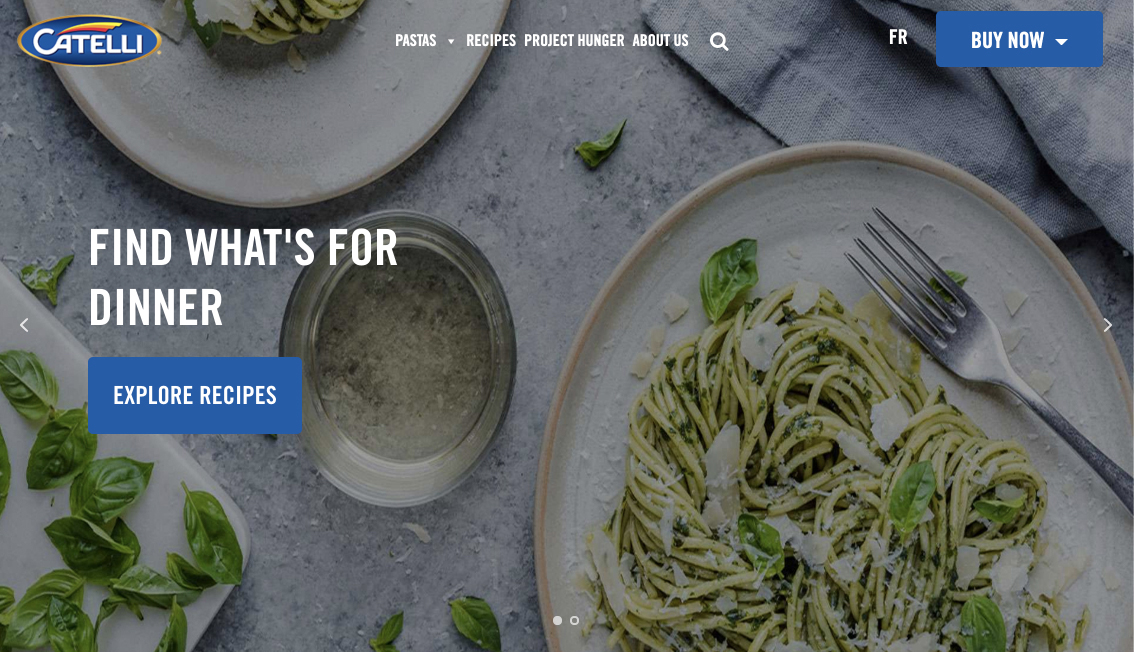 CATELLI
PASTAS RECIPES PROJECT HUNGER ABOUT US
FR
BUY NOW
FIND WHAT'S FOR
DINNER
EXPLORE RECIPES